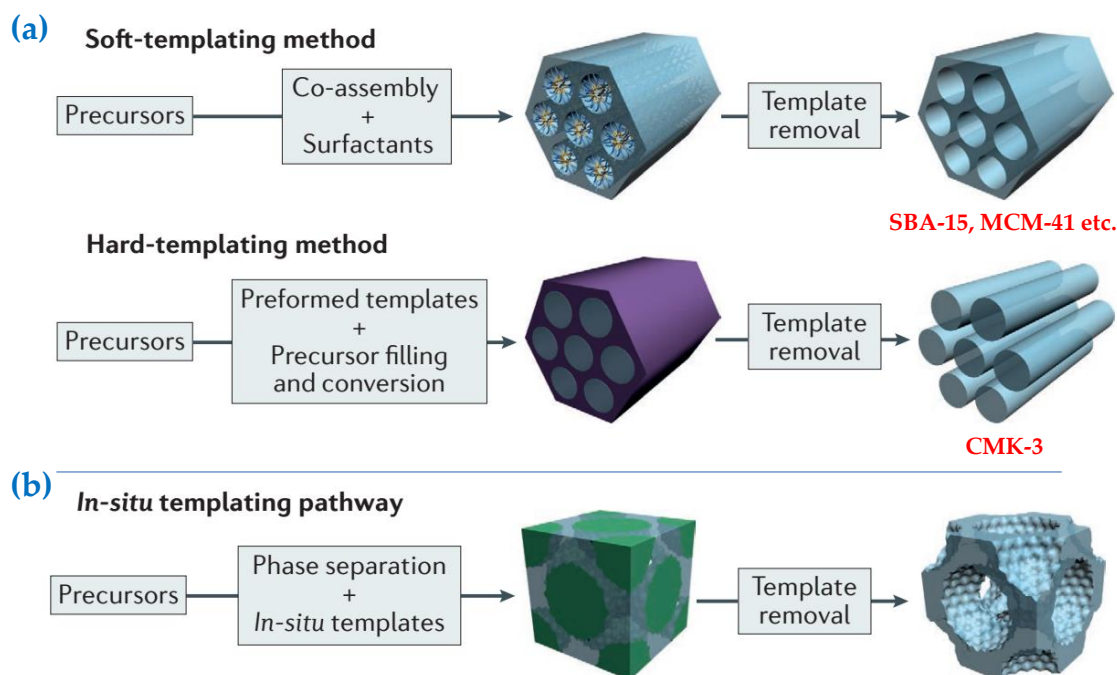 (a)
Soft-templating method
Precursors
Co-assembly
+
Surfactants
Template
removal
SBA-15, MCM-41 etc.
Hard-templating method
Precursors
Preformed templates
+
Precursor filling
and conversion
Template
removal
CMK-3
(b)
In-situ templating pathway
Precursors
Phase separation
+
In-situ templates
Template
removal